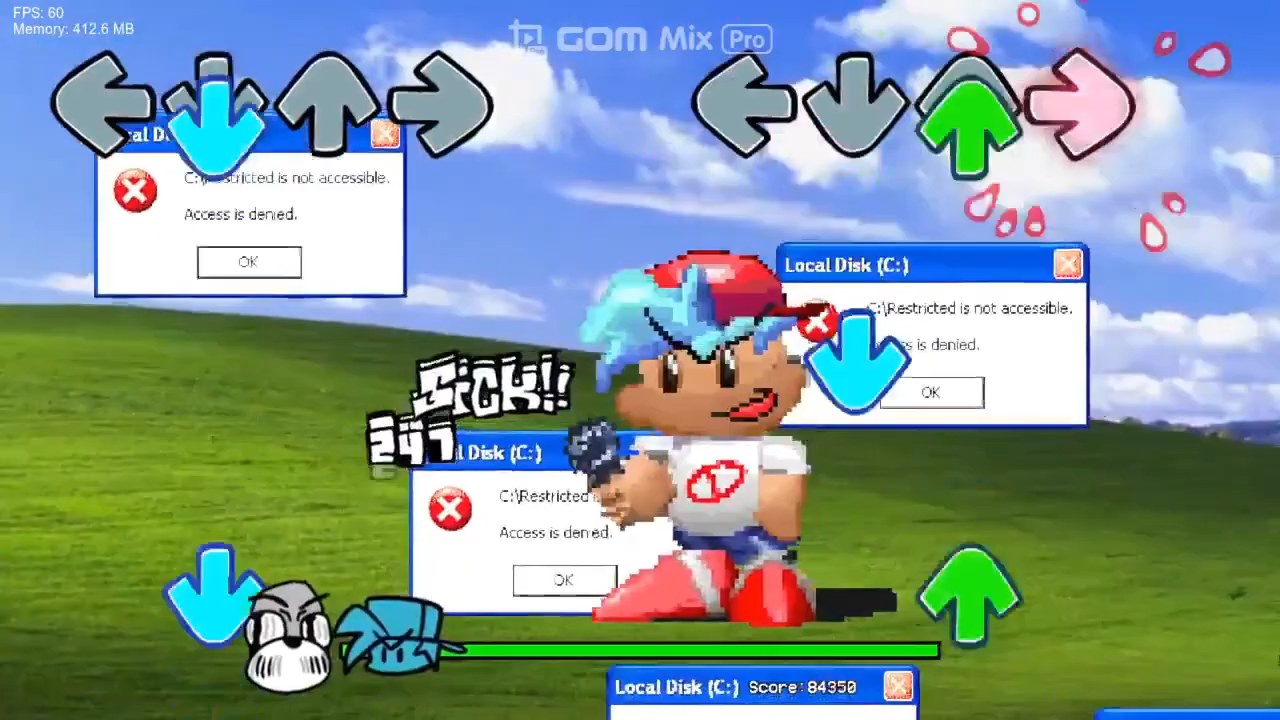 FPS: 60
Memory: 412.6 MB
GOM Mix Pro
cal D
C:\Restricted is not accessible.
Access is denied.
OK
Local Disk (C:)
C:\Restricted is not accessible.
ss is denied.
OK
SiCK!!
247
l Disk (C:)
C:\Restricted
Access is denied.
OK
Local Disk (C:) Score:84350